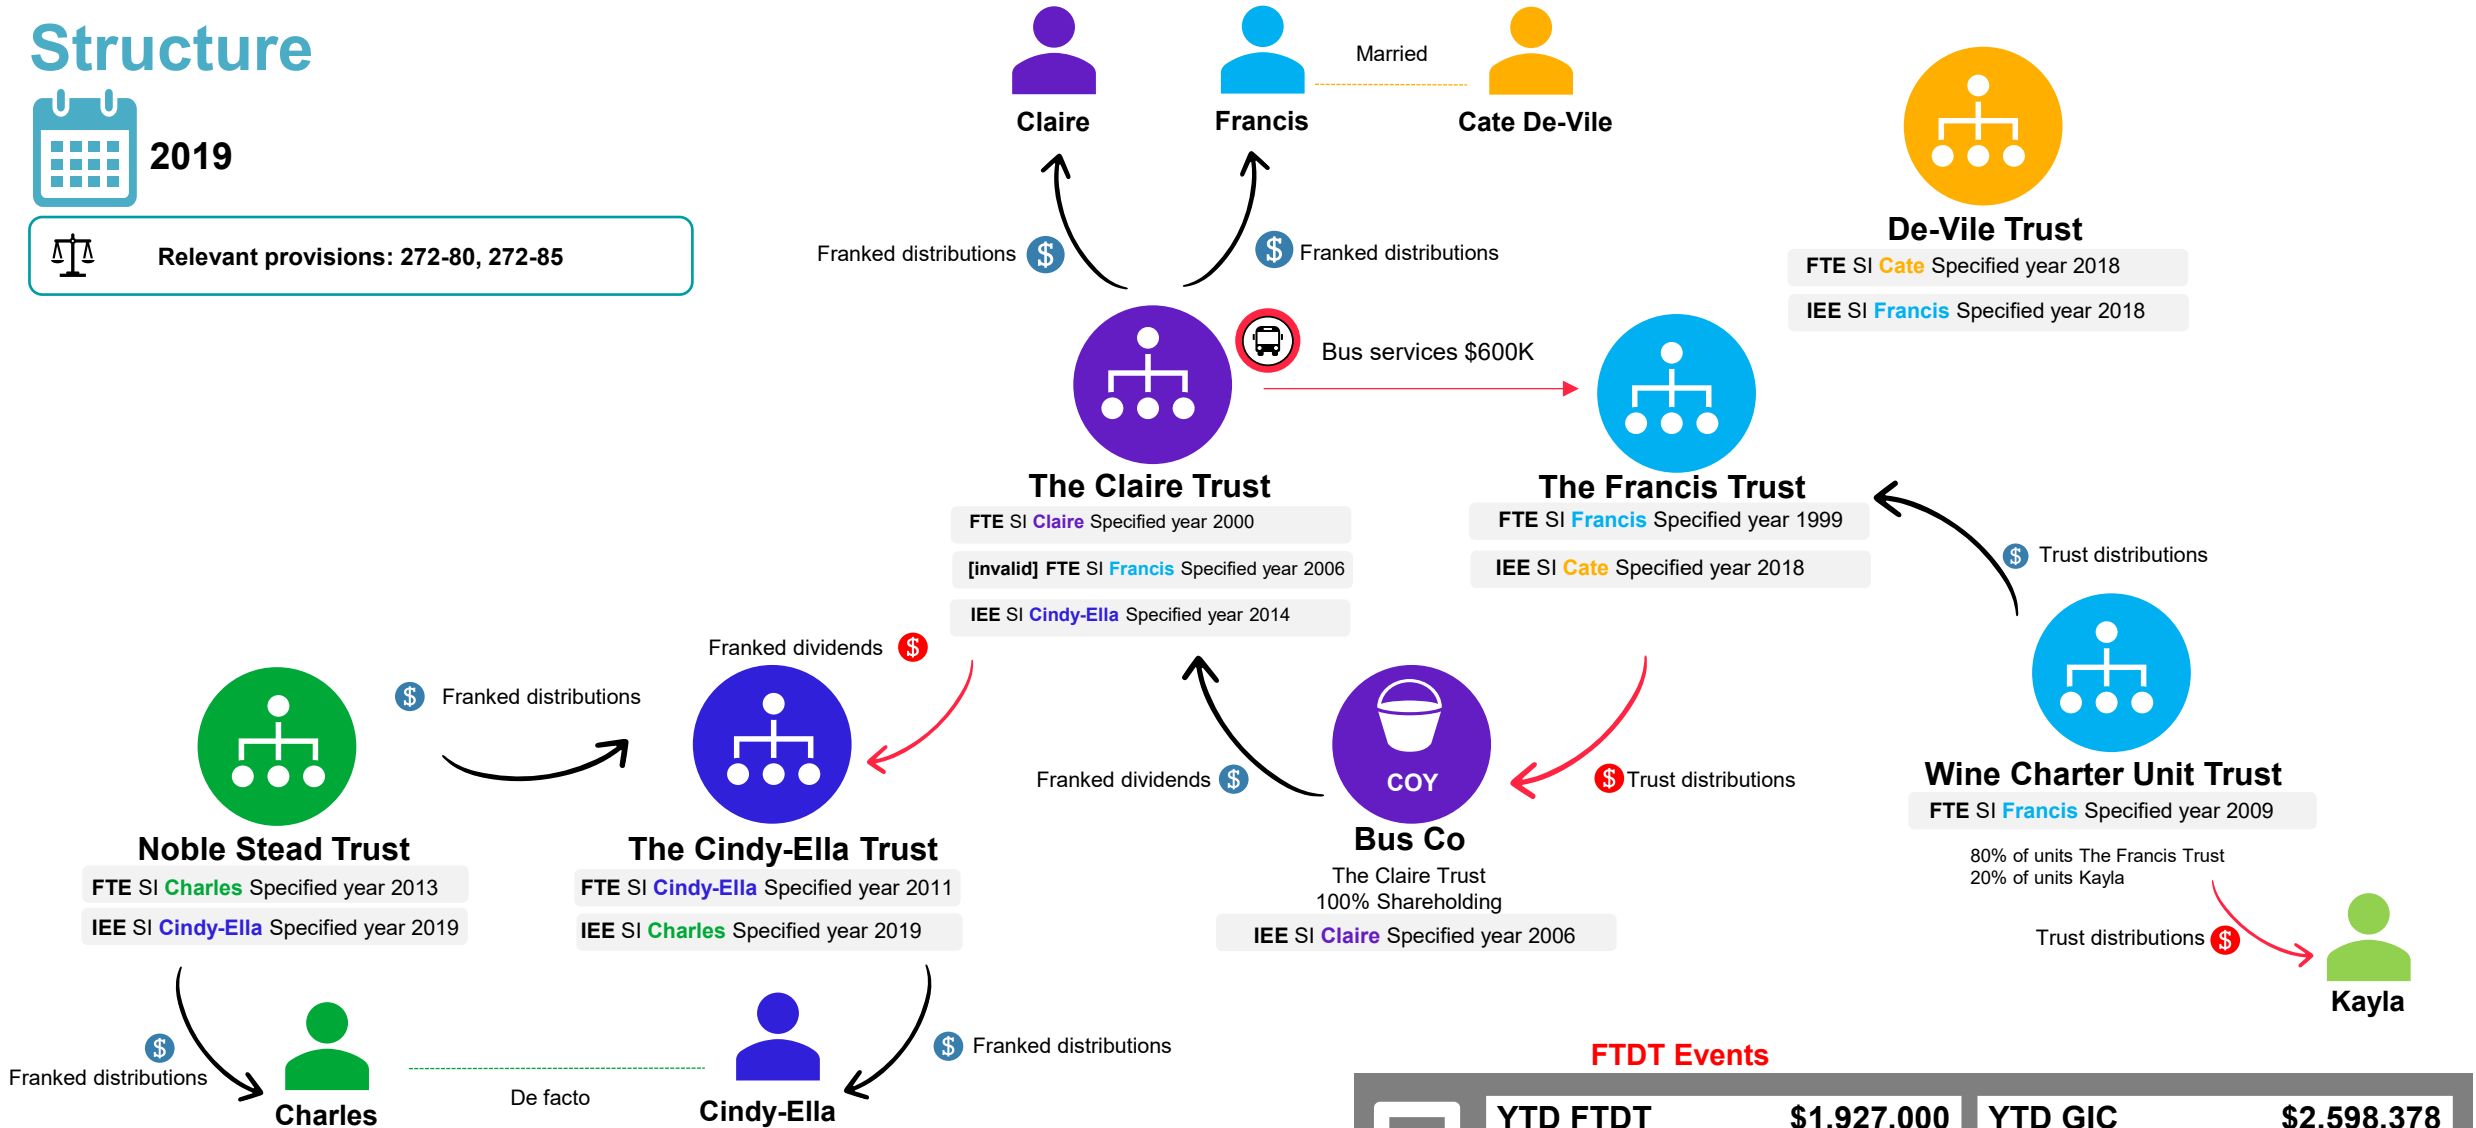 Structure
2019
Relevant provisions: 272-80, 272-85
Married
Claire
Francis
Cate De-Vile
Franked distributions
$
$
Franked distributions
De-Vile Trust
FTE SI Cate Specified year 2018
IEE SI Francis Specified year 2018
Bus services $600K
The Claire Trust
FTE SI Claire Specified year 2000
[invalid] FTE SI Francis Specified year 2006
IEE SI Cindy-Ella Specified year 2014
The Francis Trust
FTE SI Francis Specified year 1999
IEE SI Cate Specified year 2018
$
Trust distributions
Franked dividends
$
$
Franked distributions
Franked dividends
$
COY
$
Trust distributions
Noble Stead Trust
FTE SI Charles Specified year 2013
IEE SI Cindy-Ella Specified year 2019
The Cindy-Ella Trust
FTE SI Cindy-Ella Specified year 2011
IEE SI Charles Specified year 2019
Bus Co
The Claire Trust
100% Shareholding
IEE SI Claire Specified year 2006
Wine Charter Unit Trust
FTE SI Francis Specified year 2009
80% of units The Francis Trust
20% of units Kayla
Trust distributions
$
Kayla
$
Franked distributions
$
Franked distributions
Charles
De facto
Cindy-Ella
FTDT Events
YTD FTDT $1,927,000
YTD GIC $2,598,378